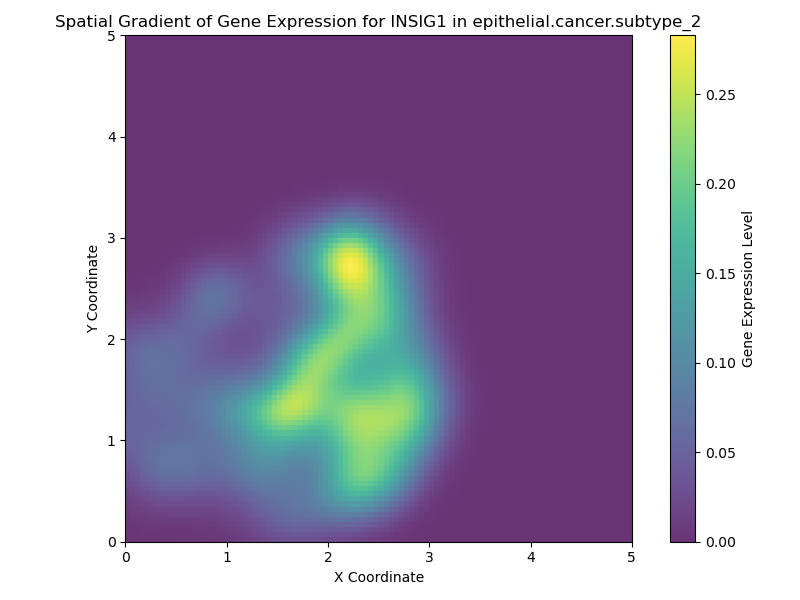 Spatial Gradient of Gene Expression for INSIG1 in epithelial.cancer.subtype_2
5
4
3
2
1
0
Y Coordinate
0 1 2 3 4 5
X Coordinate
0.25
0.20
0.15
0.10
0.05
0.00
Gene Expression Level